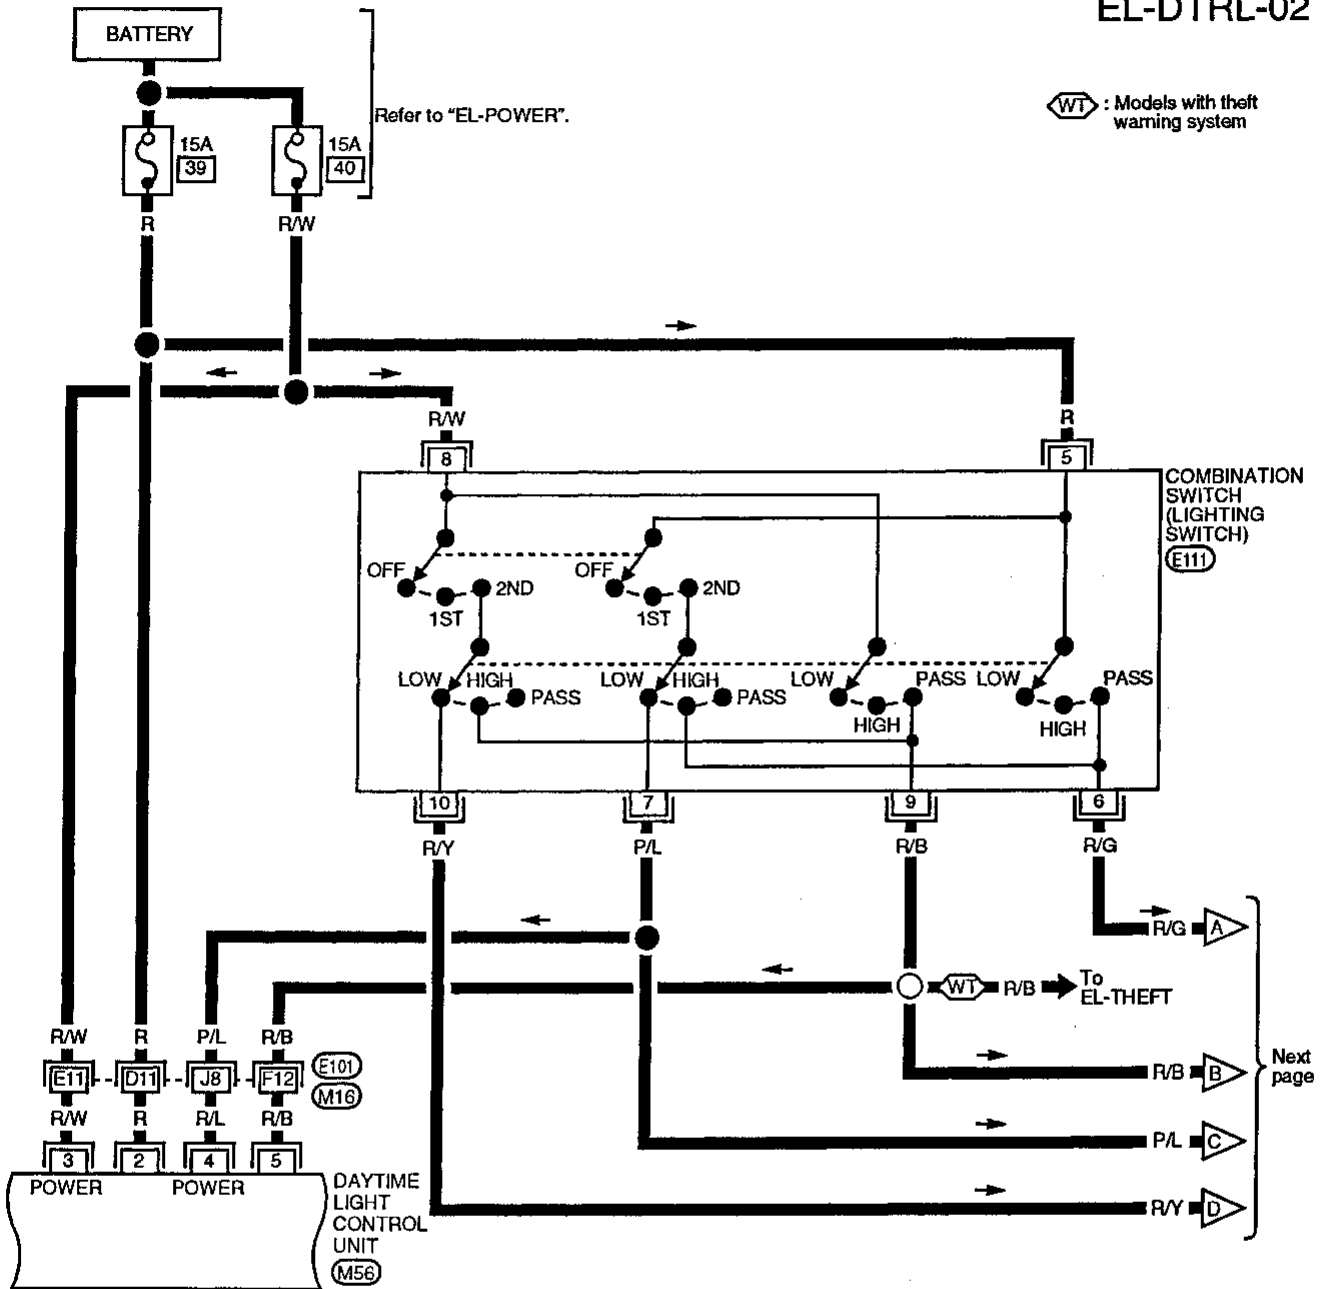 EL-DTRL-02
BATTERY
Refer to "EL-POWER".
WT : Models with theft
warning system
15A
39
15A
40
R
R/W
R/W
R
8
5
COMBINATION
SWITCH
(LIGHTING
SWITCH)
E111
OFF
1ST
2ND
OFF
1ST
2ND
LOW
HIGH
PASS
LOW
HIGH
PASS
LOW
HIGH
PASS
LOW
HIGH
PASS
10
7
9
6
R/Y
P/L
R/B
R/G
R/G
A
WT
R/B
To
EL-THEFT
R/B
B
Next
page
P/L
C
R/Y
D
R/W
R
P/L
R/B
E11
D11
J8
F12
E101
M16
R/W
R
R/L
R/B
3
2
4
5
POWER
POWER
DAYTIME
LIGHT
CONTROL
UNIT
M56